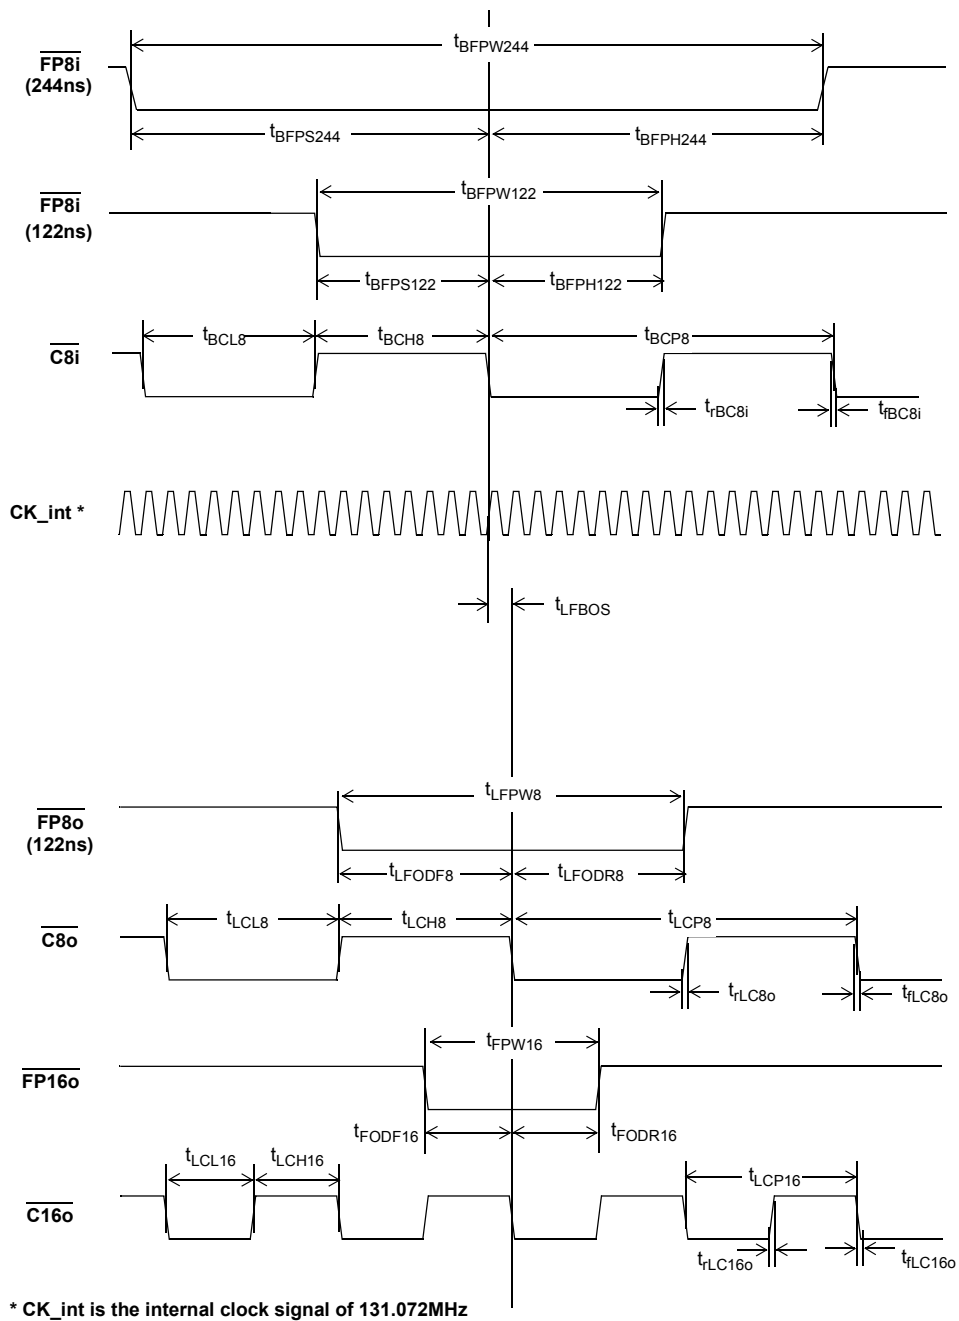 tBFPW244
FP8i
(244ns)
tBFPS244
tBFPH244
FP8i
(122ns)
tBFPW122
tBFPS122
tBFPH122
tBCL8
tBCH8
tBCP8
C8i
trBC8i
tfBC8i
CK_int *
tLFBOS
tLFPW8
FP8o
(122ns)
tLFODF8
tLFODR8
tLCL8
tLCH8
tLCP8
C8o
trLC8o
tfLC8o
tFPW16
FP16o
tFODF16
tFODR16
tLCL16
tLCH16
tLCP16
C16o
trLC16o
tfLC16o
* CK_int is the internal clock signal of 131.072MHz